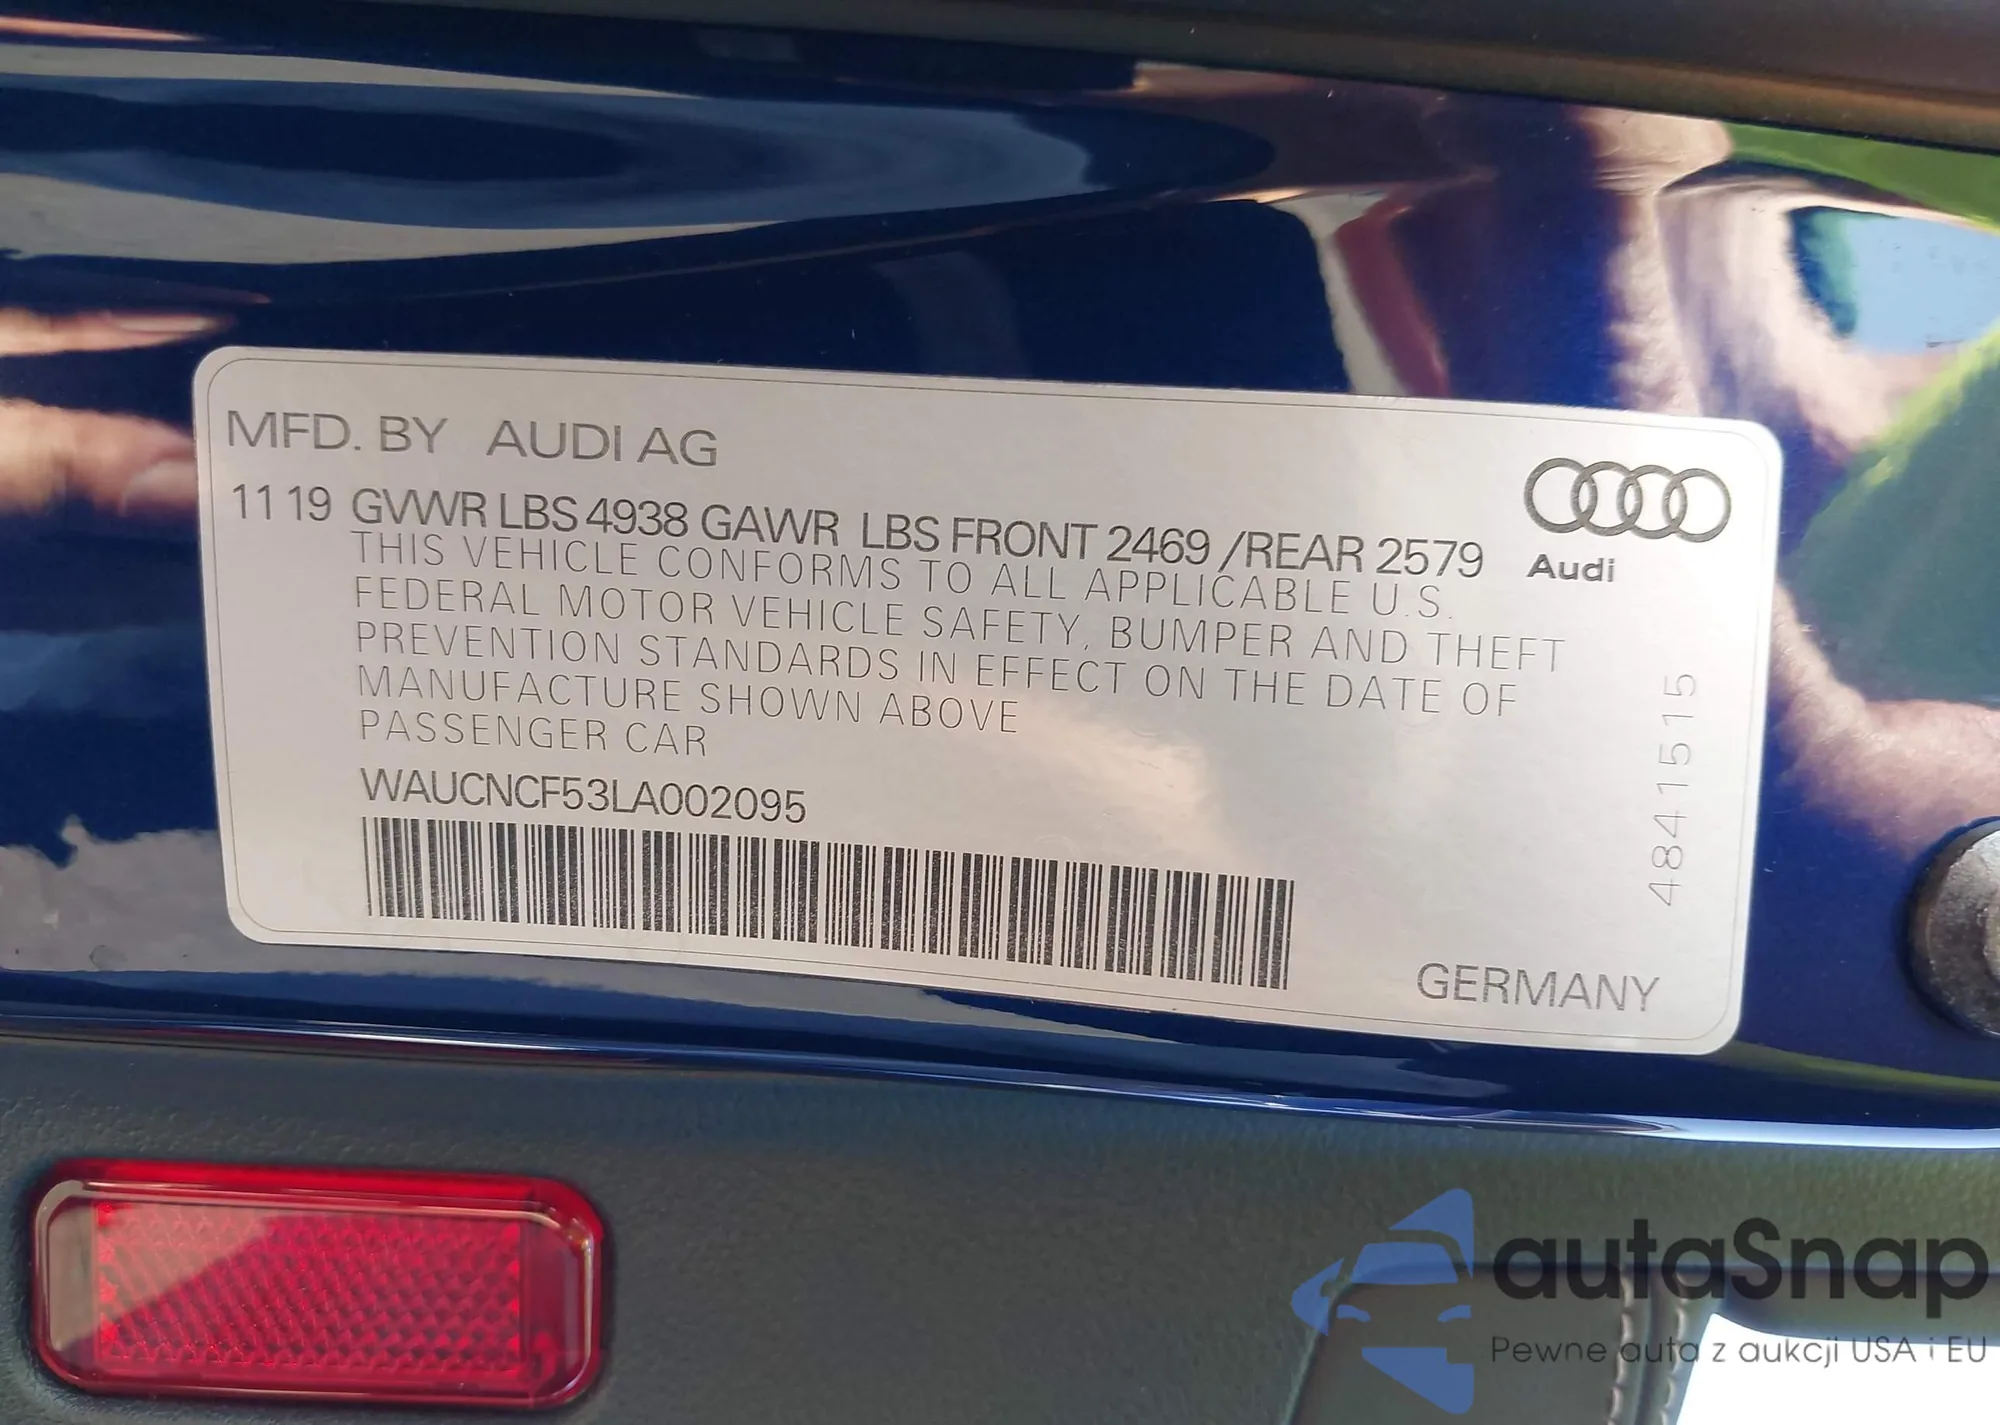 MFD. BY AUDI AG
11 19 GVWR LBS 4938 GAWR LBS FRONT 2469 /REAR 2579
THIS VEHICLE CONFORMS TO ALL APPLICABLE U.S.
FEDERAL MOTOR VEHICLE SAFETY, BUMPER AND THEFT
PREVENTION STANDARDS IN EFFECT ON THE DATE OF
MANUFACTURE SHOWN ABOVE
PASSENGER CAR
WAUCNCF53LA002095
Audi
4841515
GERMANY
autaSnap
Pewne auta z aukcji USA i EU